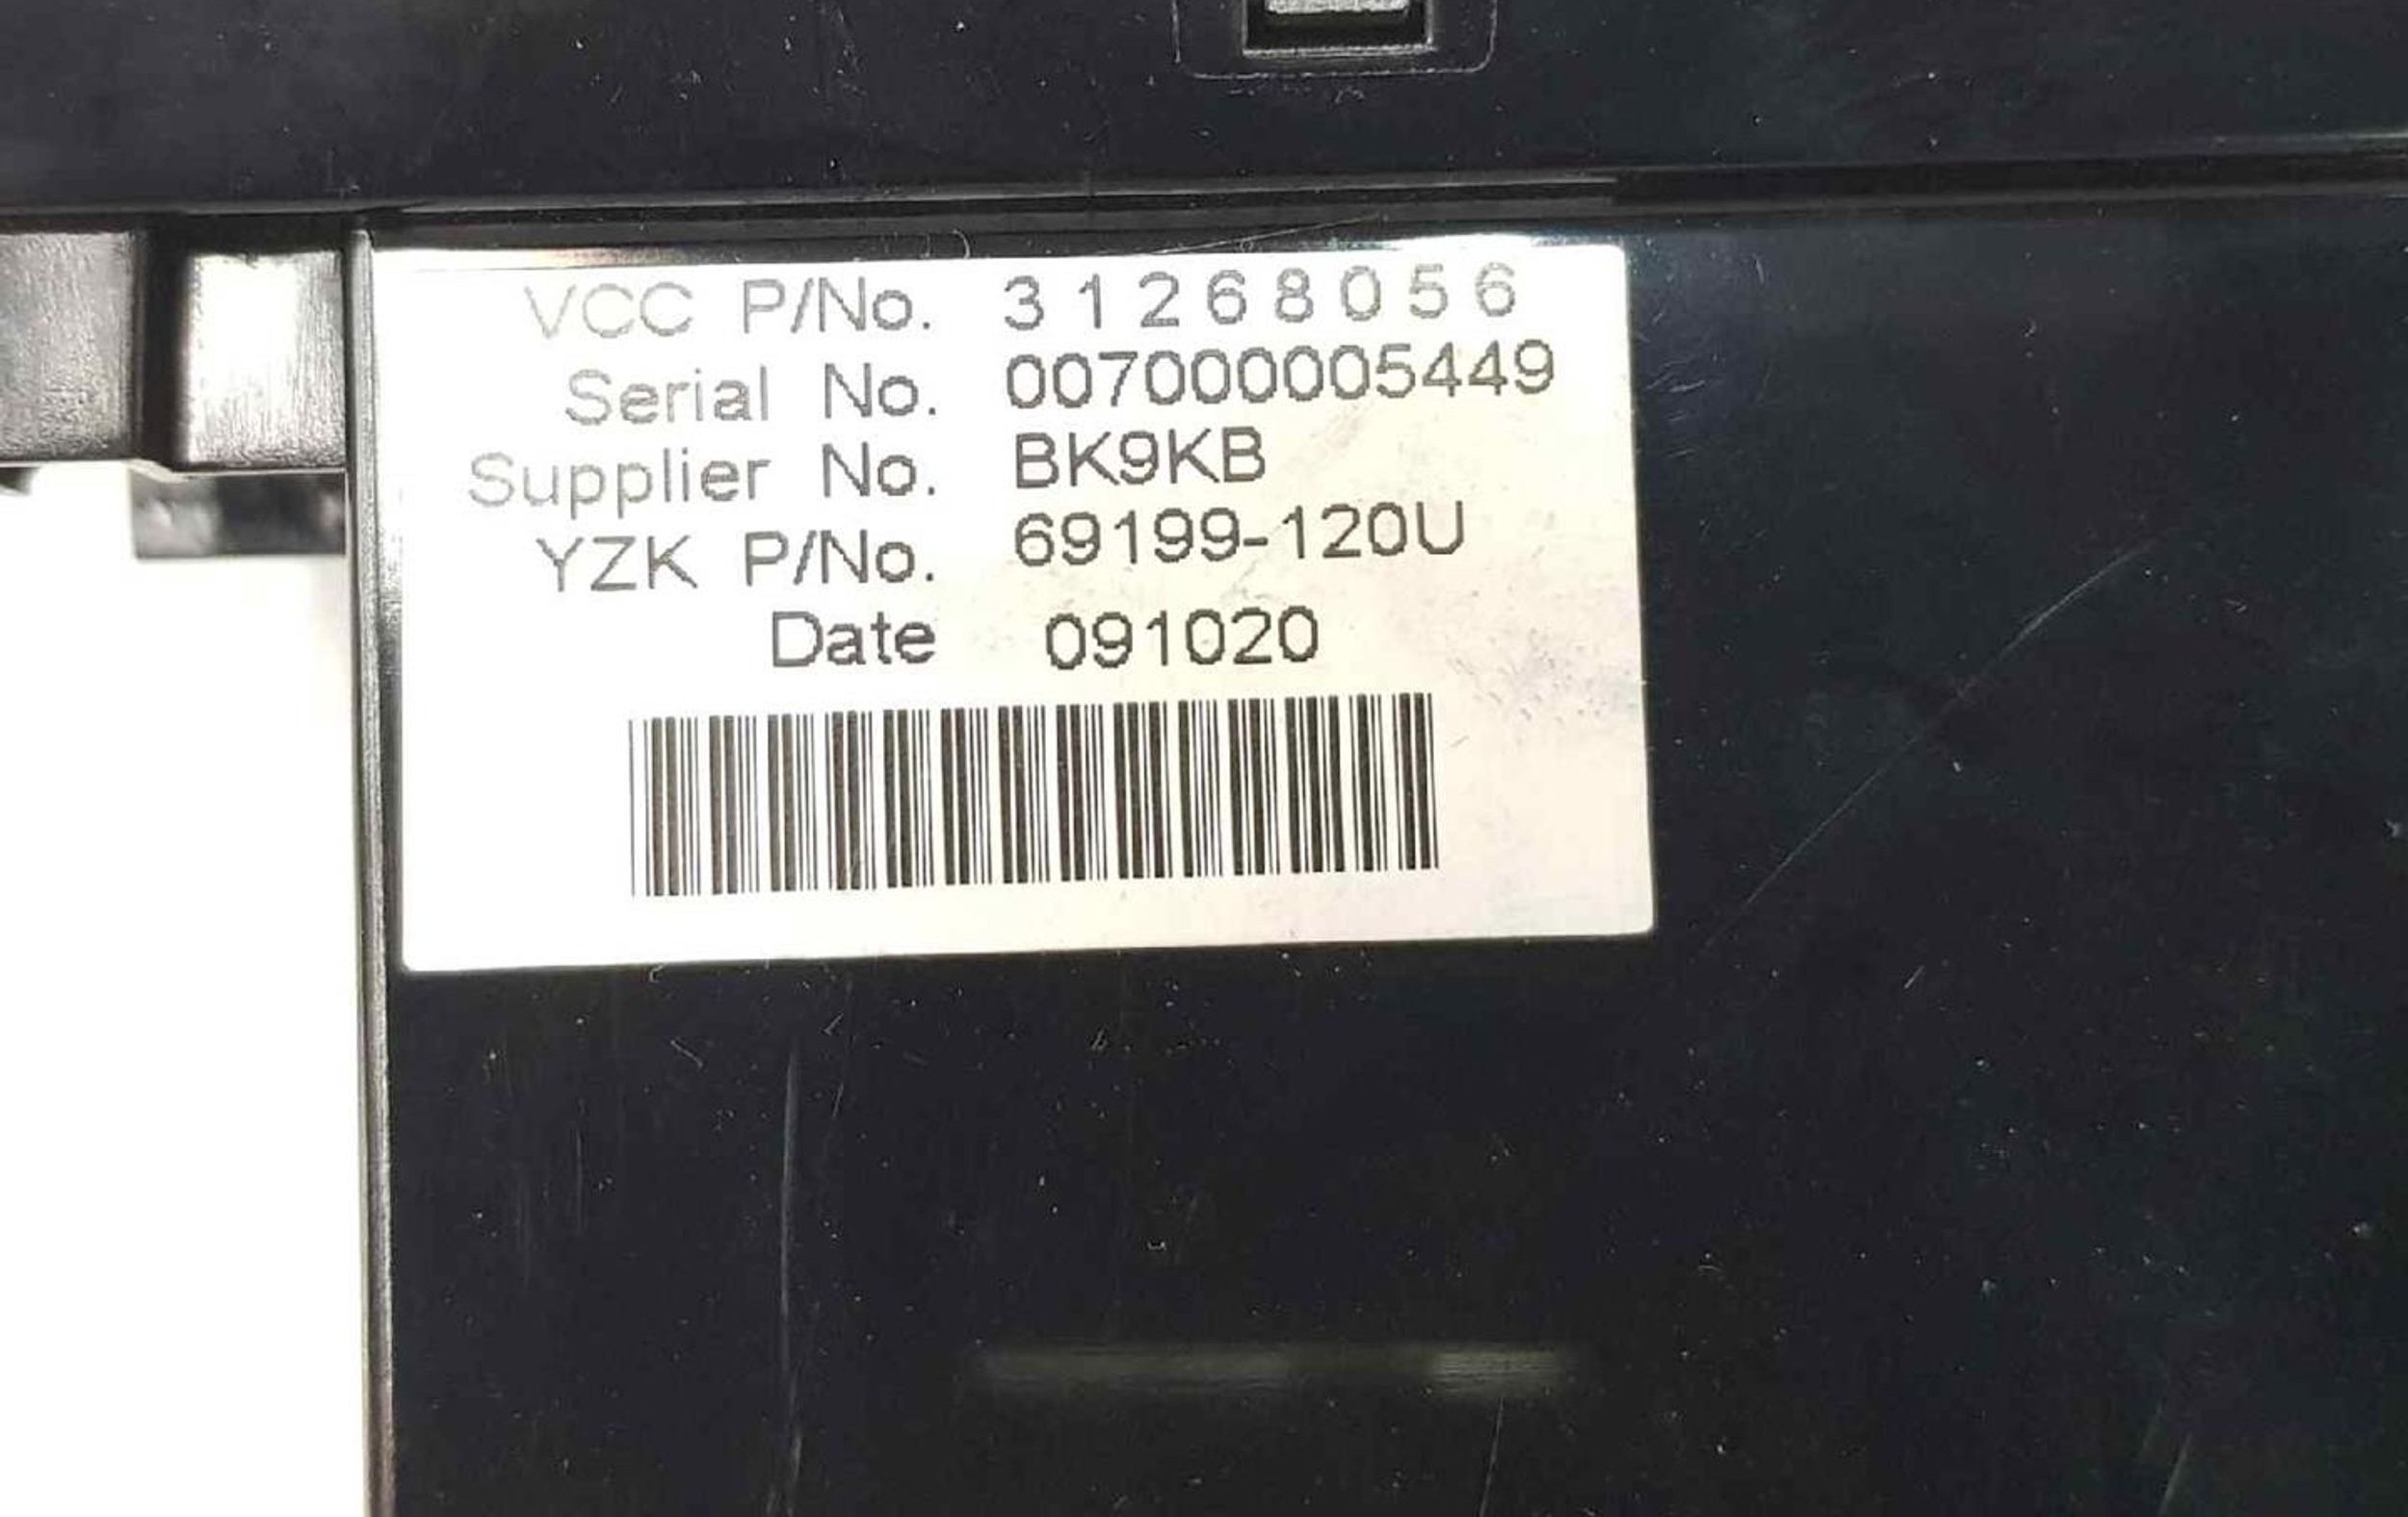 VCC P/No. 31268056
Serial No. 007000005449
Supplier No. BK9KB
YZK P/No. 69199-120U
Date 091020